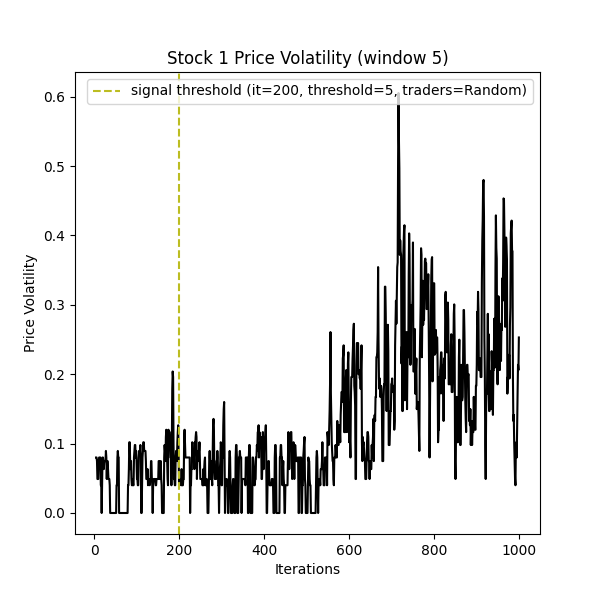 Stock 1 Price Volatility (window 5)
signal threshold (it=200, threshold=5, traders=Random)
0.6
0.5
0.4
0.3
0.2
0.1
0.0
Price Volatility
0 200 400 600 800 1000
Iterations